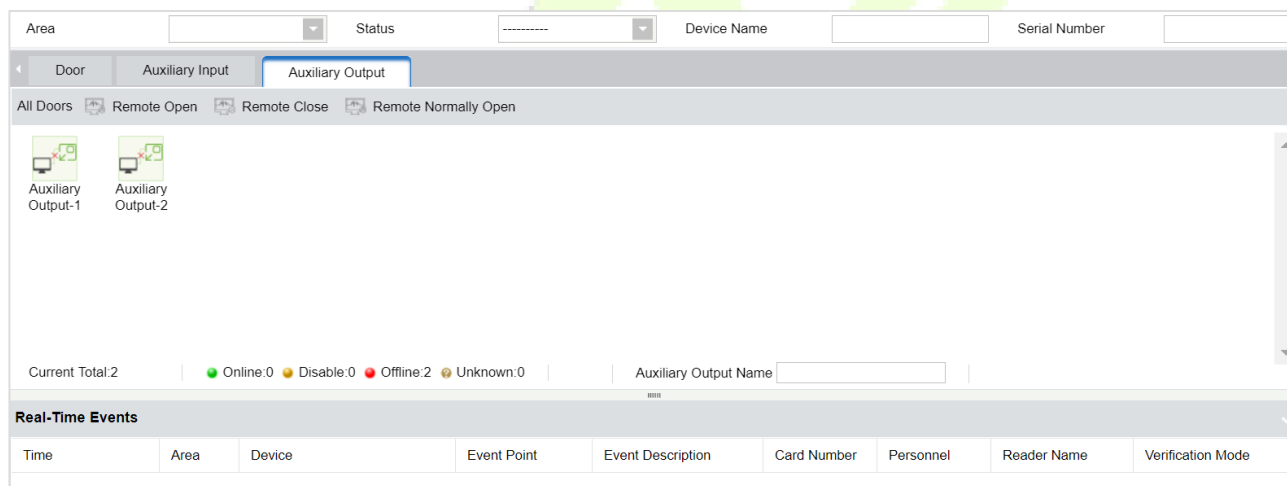 Area Status ---------- Device Name Serial Number
Door Auxiliary Input Auxiliary Output
All Doors Remote Open Remote Close Remote Normally Open
Auxiliary Output-1
Auxiliary Output-2
Current Total:2 Online:0 Disable:0 Offline:2 Unknown:0 Auxiliary Output Name
Real-Time Events
Time Area Device Event Point Event Description Card Number Personnel Reader Name Verification Mode